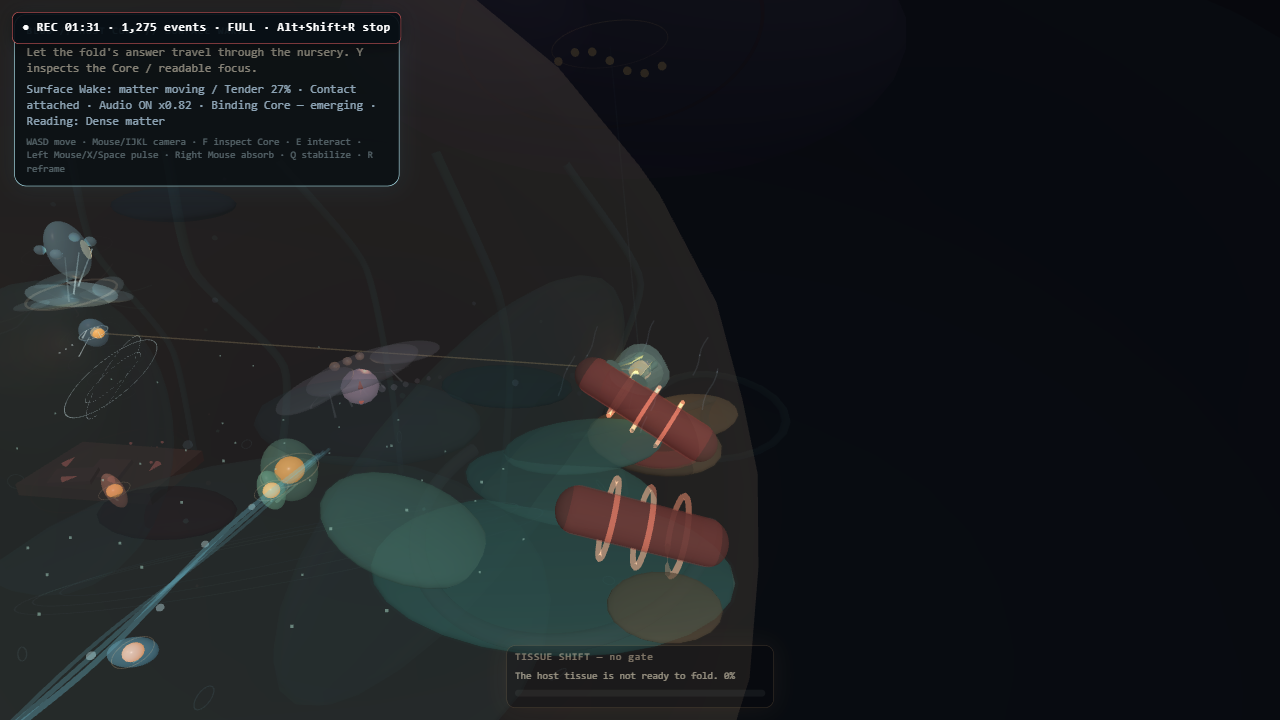 ● REC 01:31 · 1,275 events · FULL · Alt+Shift+R stop
Let the fold's answer travel through the nursery. Y
inspects the Core / readable focus.
Surface Wake: matter moving / Tender 27% · Contact
attached · Audio ON x0.82 · Binding Core — emerging ·
Reading: Dense matter
WASD move · Mouse/IJKL camera · F inspect Core · E interact ·
Left Mouse/X/Space pulse · Right Mouse absorb · Q stabilize · R
reframe
TISSUE SHIFT — no gate
The host tissue is not ready to fold. 0%